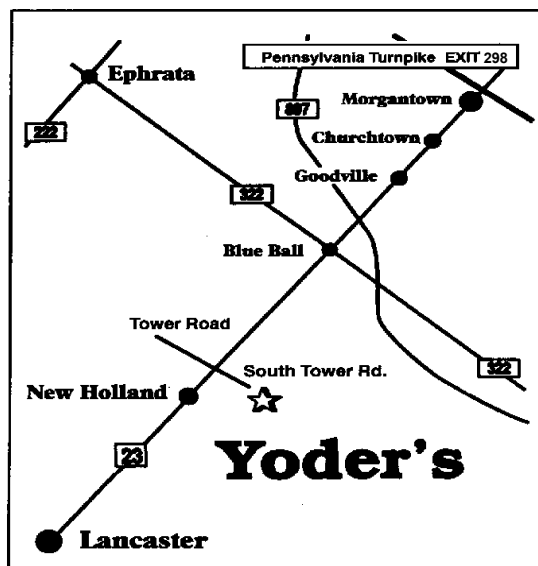 Pennsylvania Turnpike EXIT 298
Ephrata
Morgantown
897
222
Churchtown
Goodville
322
Blue Ball
Tower Road
South Tower Rd.
322
New Holland
Yoder's
23
Lancaster